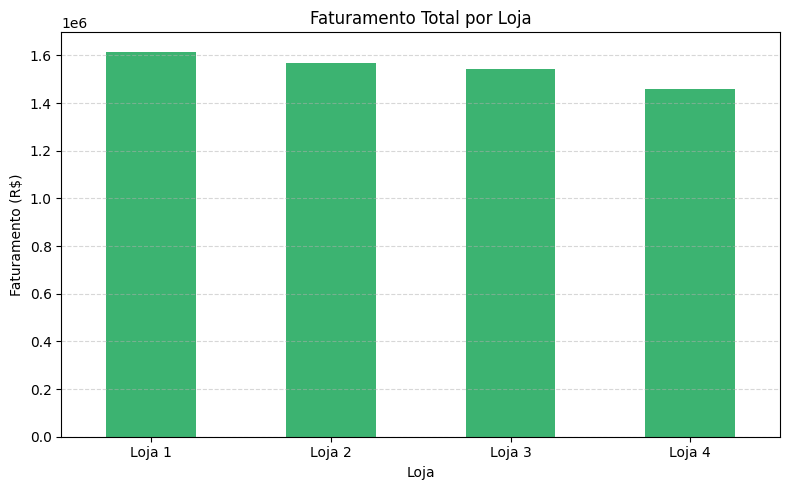 Faturamento Total por Loja
1e6
1.6
1.4
1.2
1.0
0.8
0.6
0.4
0.2
0.0
Faturamento (R$)
Loja 1 Loja 2 Loja 3 Loja 4
Loja